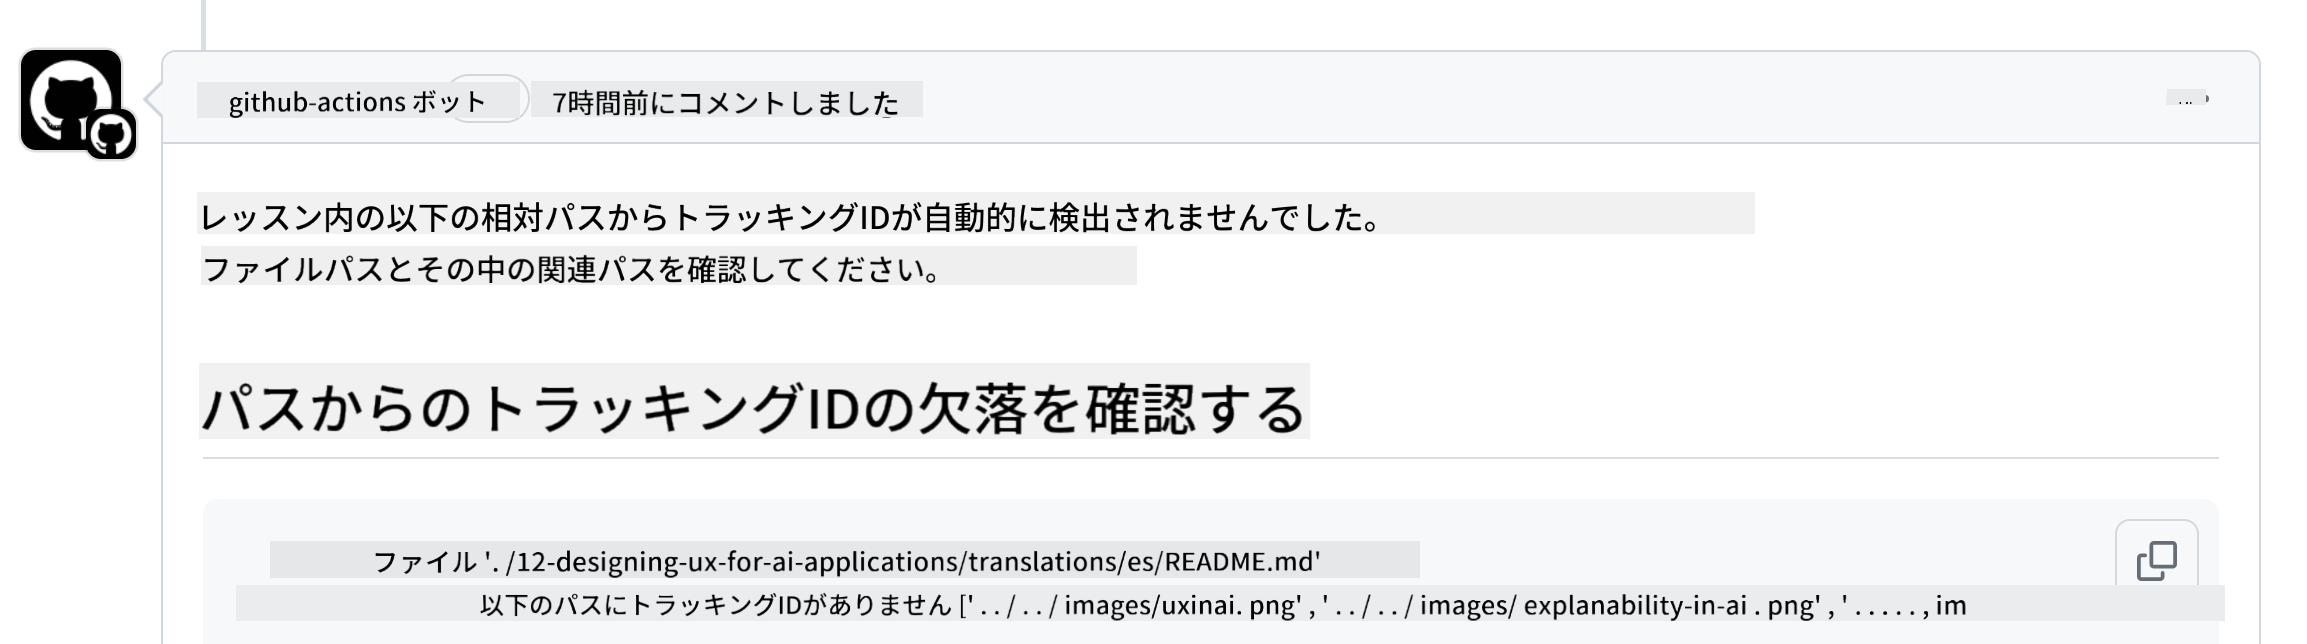 github-actions ボット 7時間前にコメントしました
レッスン内の以下の相対パスからトラッキングIDが自動的に検出されませんでした。
ファイルパスとその中の関連パスを確認してください。
パスからのトラッキングIDの欠落を確認する
ファイル '. /12-designing-ux-for-ai-applications/translations/es/README.md'
以下のパスにトラッキングIDがありません [' . . / . . / images/uxinai. png' , ' . . / . . / images/ explanability-in-ai . png' , ' . . . . . , im